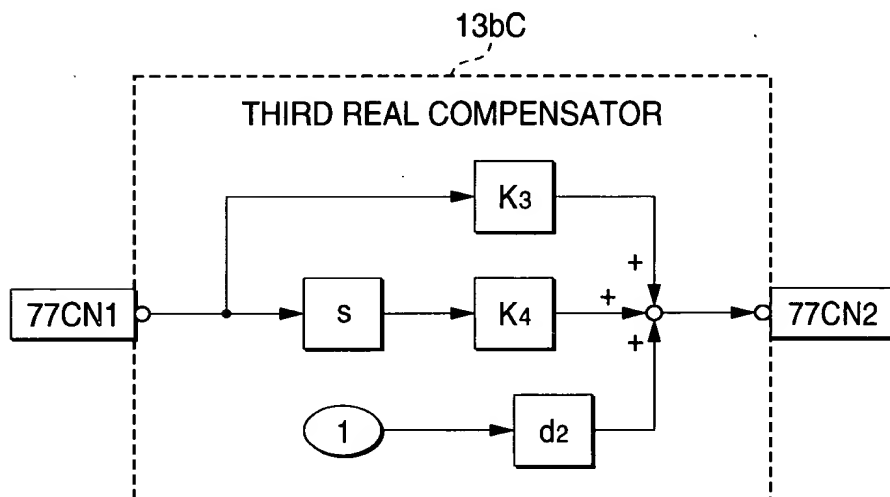 13bC
THIRD REAL COMPENSATOR
K3
+
77CN1
s
K4
+
77CN2
+
1
d2